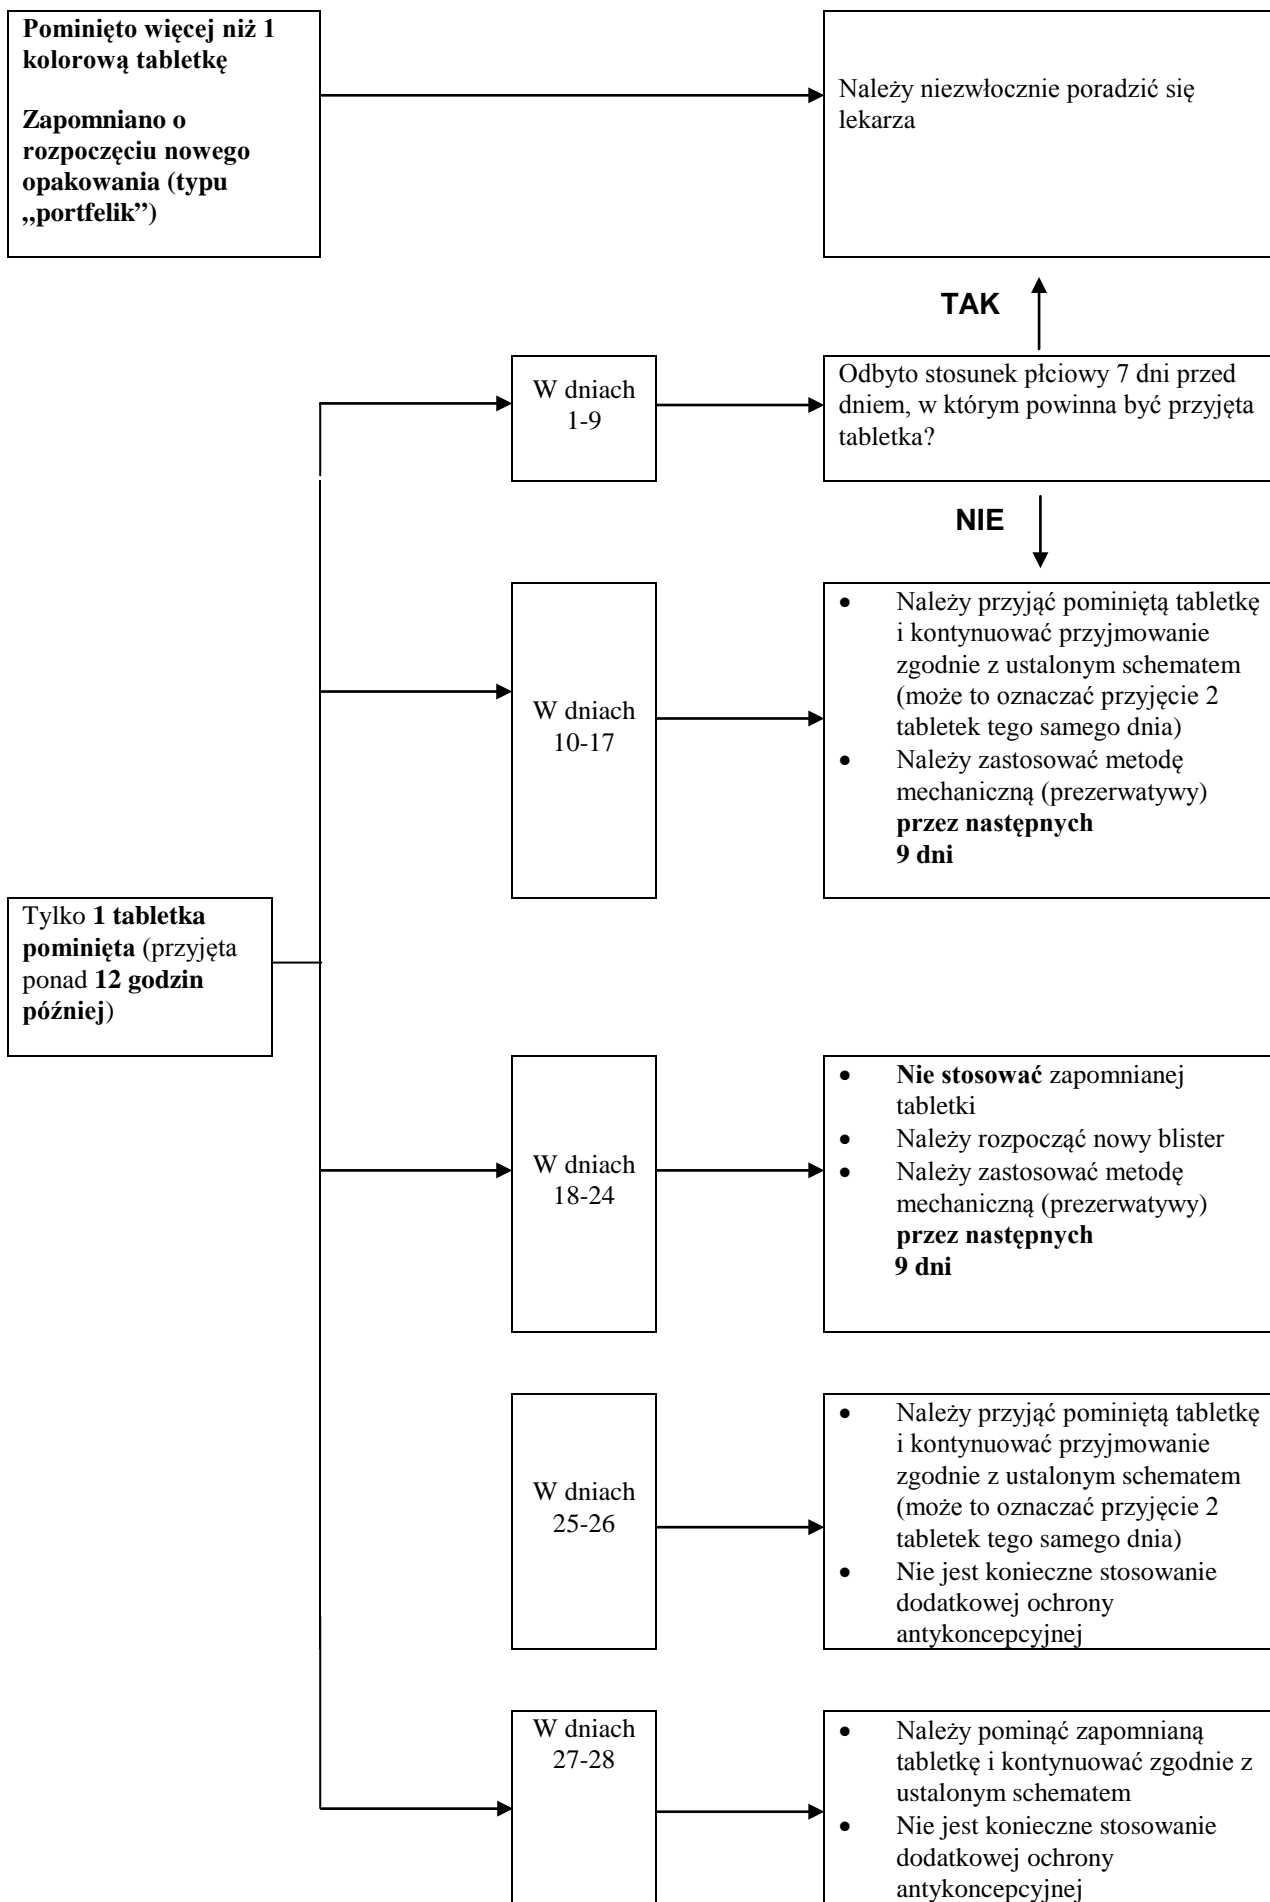 Pominięto więcej niż 1
kolorową tabletkę
Zapomniano o
rozpoczęciu nowego
opakowania (typu
„portfelik”)
Należy niezwłocznie poradzić się
lekarza
TAK
W dniach
1-9
Odbyto stosunek płciowy 7 dni przed
dniem, w którym powinna być przyjęta
tabletka?
NIE
W dniach
10-17
• Należy przyjąć pominiętą tabletkę
i kontynuować przyjmowanie
zgodnie z ustalonym schematem
(może to oznaczać przyjęcie 2
tabletek tego samego dnia)
• Należy zastosować metodę
mechaniczną (prezerwatywy)
przez następnych
9 dni
Tylko 1 tabletka
pominięta (przyjęta
ponad 12 godzin
później)
W dniach
18-24
• Nie stosować zapomnianej
tabletki
• Należy rozpocząć nowy blister
• Należy zastosować metodę
mechaniczną (prezerwatywy)
przez następnych
9 dni
W dniach
25-26
• Należy przyjąć pominiętą tabletkę
i kontynuować przyjmowanie
zgodnie z ustalonym schematem
(może to oznaczać przyjęcie 2
tabletek tego samego dnia)
• Nie jest konieczne stosowanie
dodatkowej ochrony
antykoncepcyjnej
W dniach
27-28
• Należy pominąć zapomnianą
tabletkę i kontynuować zgodnie z
ustalonym schematem
• Nie jest konieczne stosowanie
dodatkowej ochrony
antykoncepcyjnej